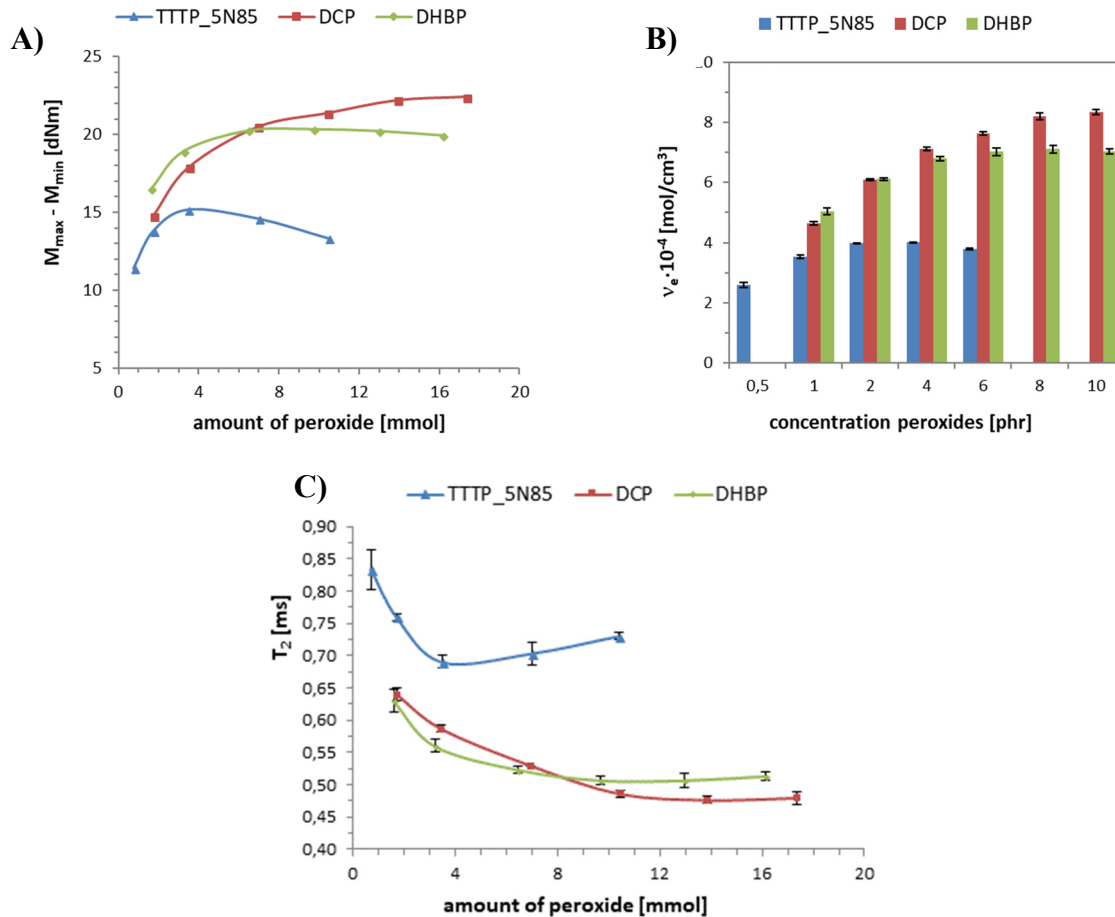 A)
TTTP_5N85 DCP DHBP
25
20
15
10
5
M_max - M_min [dNm]
0 4 8 12 16 20
amount of peroxide [mmol]
B)
TTTP_5N85 DCP DHBP
0
8
6
4
2
0
ν_e·10⁻⁴ [mol/cm³]
0,5 1 2 4 6 8 10
concentration peroxides [phr]
C)
TTTP_5N85 DCP DHBP
0,90
0,85
0,80
0,75
0,70
0,65
0,60
0,55
0,50
0,45
0,40
T₂ [ms]
0 4 8 12 16 20
amount of peroxide [mmol]